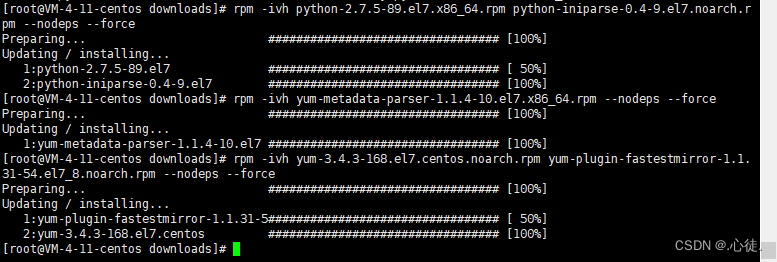 [root@VM-4-11-centos downloads]# rpm -ivh python-2.7.5-89.el7.x86_64.rpm python-iniparse-0.4-9.el7.noarch.r
pm --nodeps --force
Preparing... ################################# [100%]
Updating / installing...
1:python-2.7.5-89.el7 ################################# [ 50%]
2:python-iniparse-0.4-9.el7 ################################# [100%]
[root@VM-4-11-centos downloads]# rpm -ivh yum-metadata-parser-1.1.4-10.el7.x86_64.rpm --nodeps --force
Preparing... ################################# [100%]
Updating / installing...
1:yum-metadata-parser-1.1.4-10.el7 ################################# [100%]
[root@VM-4-11-centos downloads]# rpm -ivh yum-3.4.3-168.el7.centos.noarch.rpm yum-plugin-fastestmirror-1.1.
31-54.el7_8.noarch.rpm --nodeps --force
Preparing... ################################# [100%]
Updating / installing...
1:yum-plugin-fastestmirror-1.1.31-5################################# [ 50%]
2:yum-3.4.3-168.el7.centos ################################# [100%]
[root@VM-4-11-centos downloads]#
CSDN @.心徒.